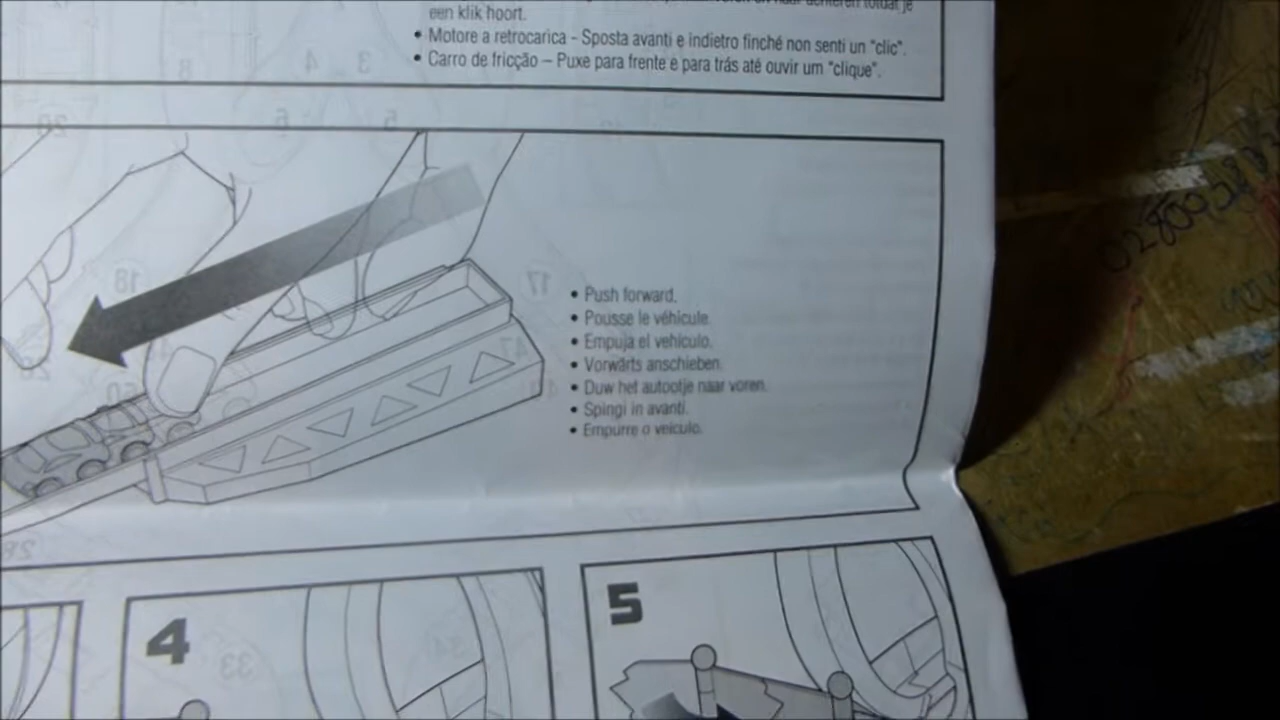 een klik hoort.
• Motore a retrocarica – Sposta avanti e indietro finché non senti un "clic".
• Carro de fricção – Puxe para frente e para trás até ouvir um "clique".
• Push forward.
• Pousse le véhicule.
• Empuja el vehículo.
• Vorwärts anschieben.
• Duw het autootje naar voren.
• Spingi in avanti.
• Empurre o veículo.
4
5